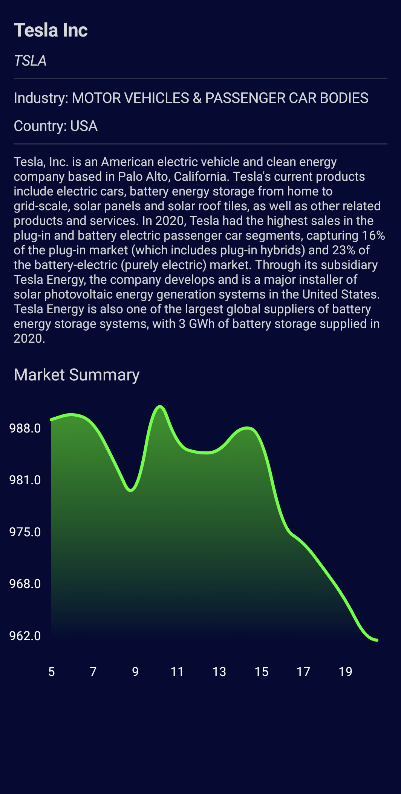 Tesla Inc
TSLA
Industry: MOTOR VEHICLES & PASSENGER CAR BODIES
Country: USA
Tesla, Inc. is an American electric vehicle and clean energy
company based in Palo Alto, California. Tesla's current products
include electric cars, battery energy storage from home to
grid-scale, solar panels and solar roof tiles, as well as other related
products and services. In 2020, Tesla had the highest sales in the
plug-in and battery electric passenger car segments, capturing 16%
of the plug-in market (which includes plug-in hybrids) and 23% of
the battery-electric (purely electric) market. Through its subsidiary
Tesla Energy, the company develops and is a major installer of
solar photovoltaic energy generation systems in the United States.
Tesla Energy is also one of the largest global suppliers of battery
energy storage systems, with 3 GWh of battery storage supplied in
2020.
Market Summary
988.0
981.0
975.0
968.0
962.0
5 7 9 11 13 15 17 19